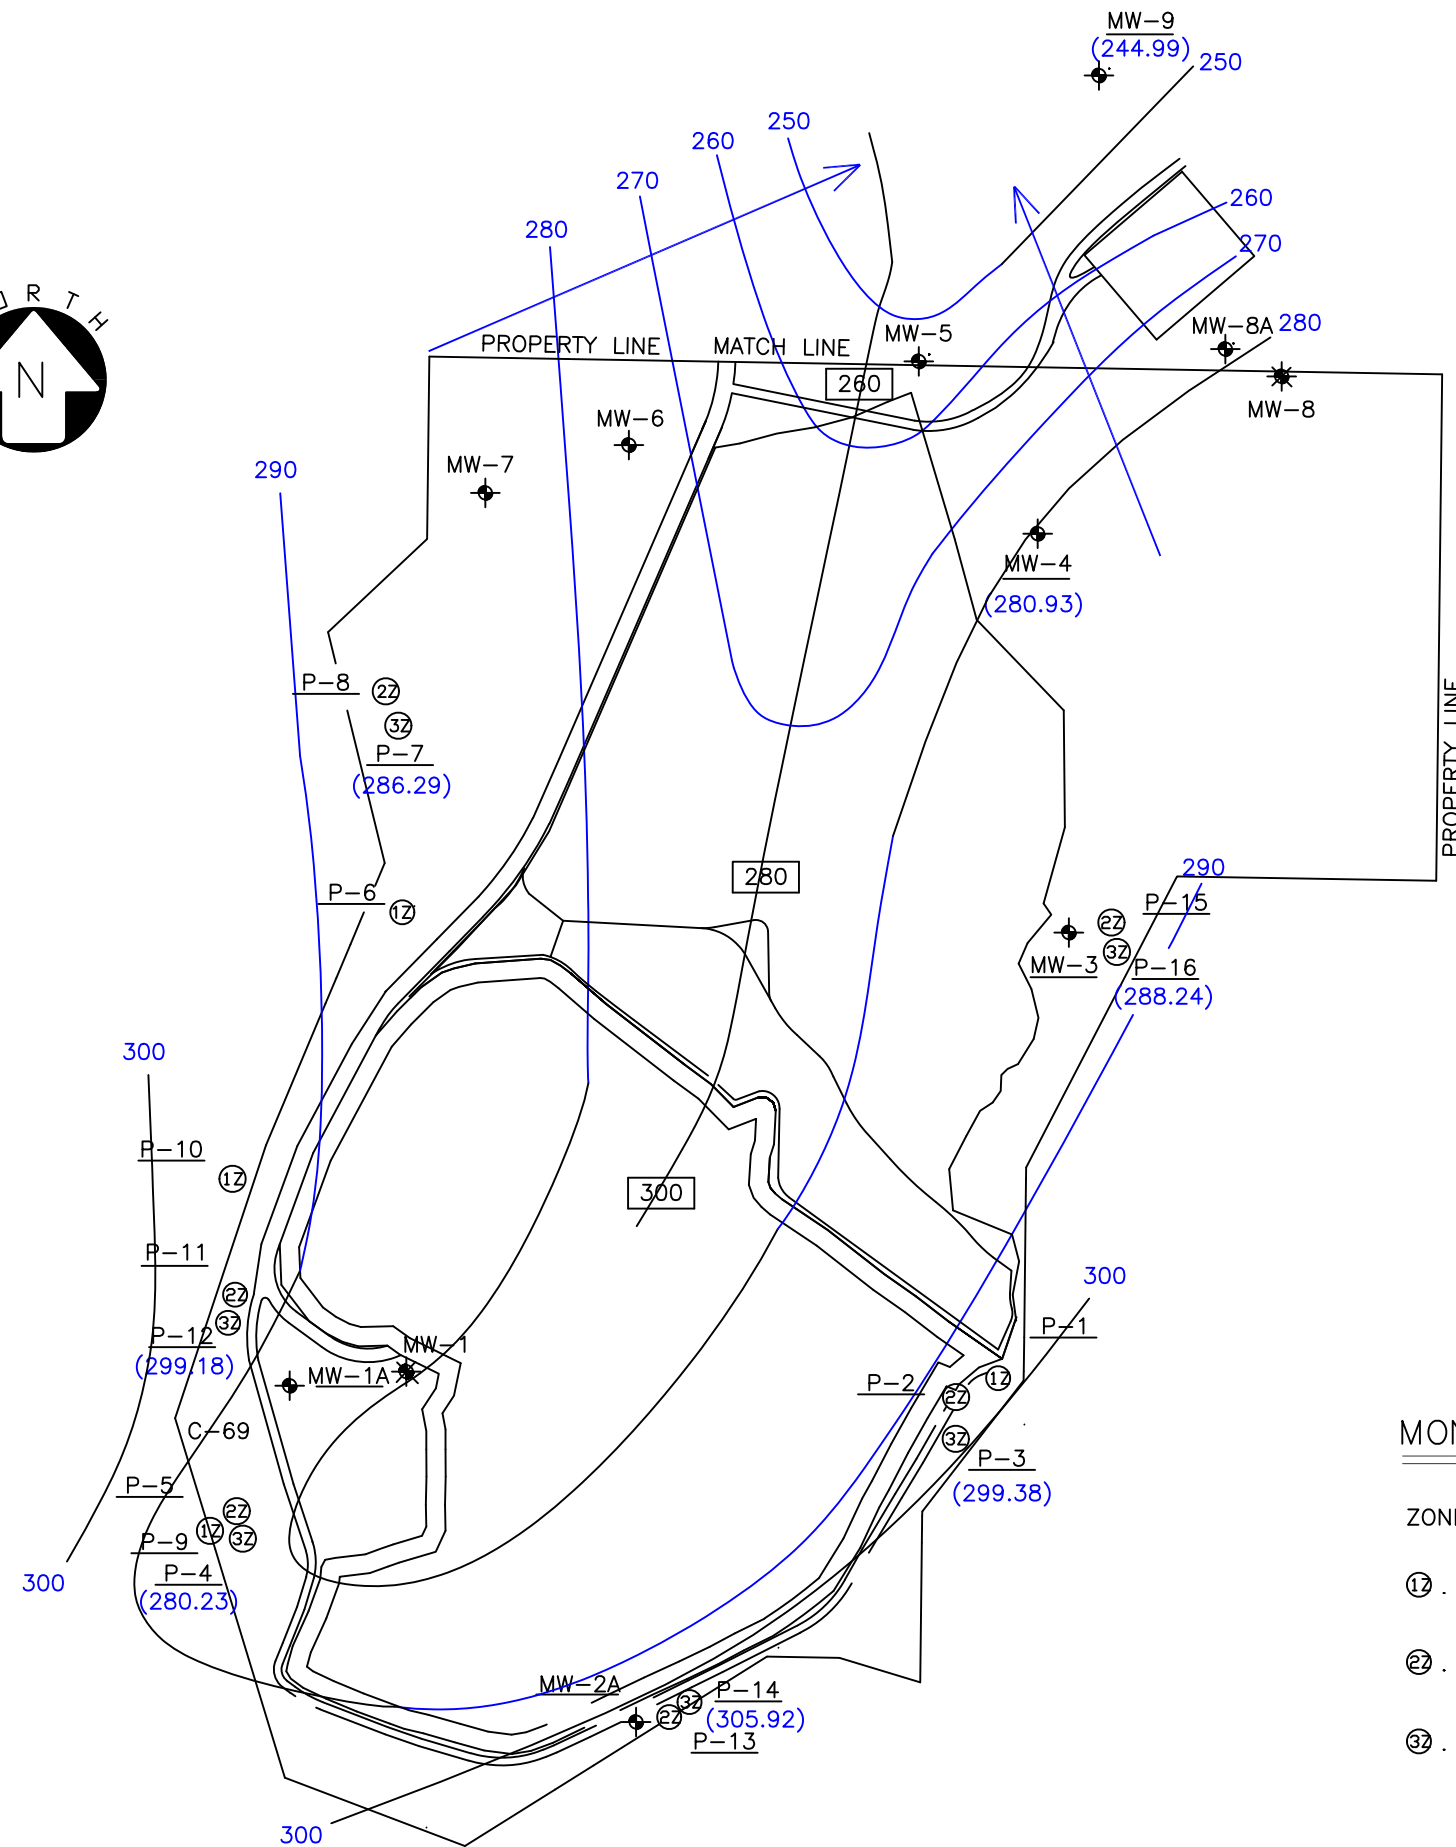 MW-9
(244.99)
250
250
260
270
280
260
270
N
R T H
PROPERTY LINE
MATCH LINE
MW-5
MW-8A
280
260
MW-8
MW-6
MW-7
290
MW-4
(280.93)
P-8
2Z
3Z
P-7
(286.29)
PROPERTY LINE
280
290
P-6
1Z
P-15
2Z
3Z
MW-3
P-16
(288.24)
300
P-10
1Z
300
P-11
2Z
3Z
P-12
(299.18)
300
P-1
MW-1
MW-1A
1Z
P-2
2Z
3Z
C-69
P-3
(299.38)
P-5
2Z
1Z
3Z
P-9
P-4
(280.23)
300
MW-2A
3Z
P-14
2Z
(305.92)
P-13
300
1Z .
2Z .
3Z .